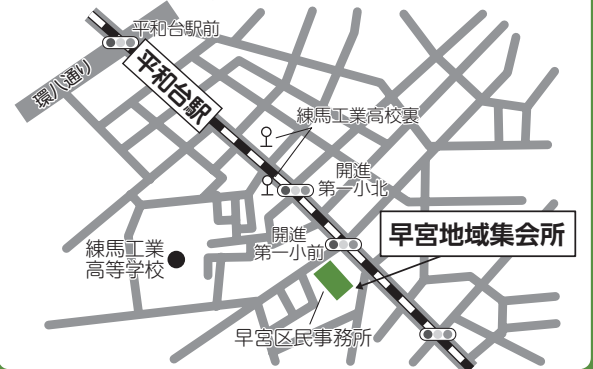 平和台駅前
環八通り
平和台駅
練馬工業高校裏
開進
第一小北
開進
第一小前
早宮地域集会所
練馬工業
高等学校
早宮区民事務所